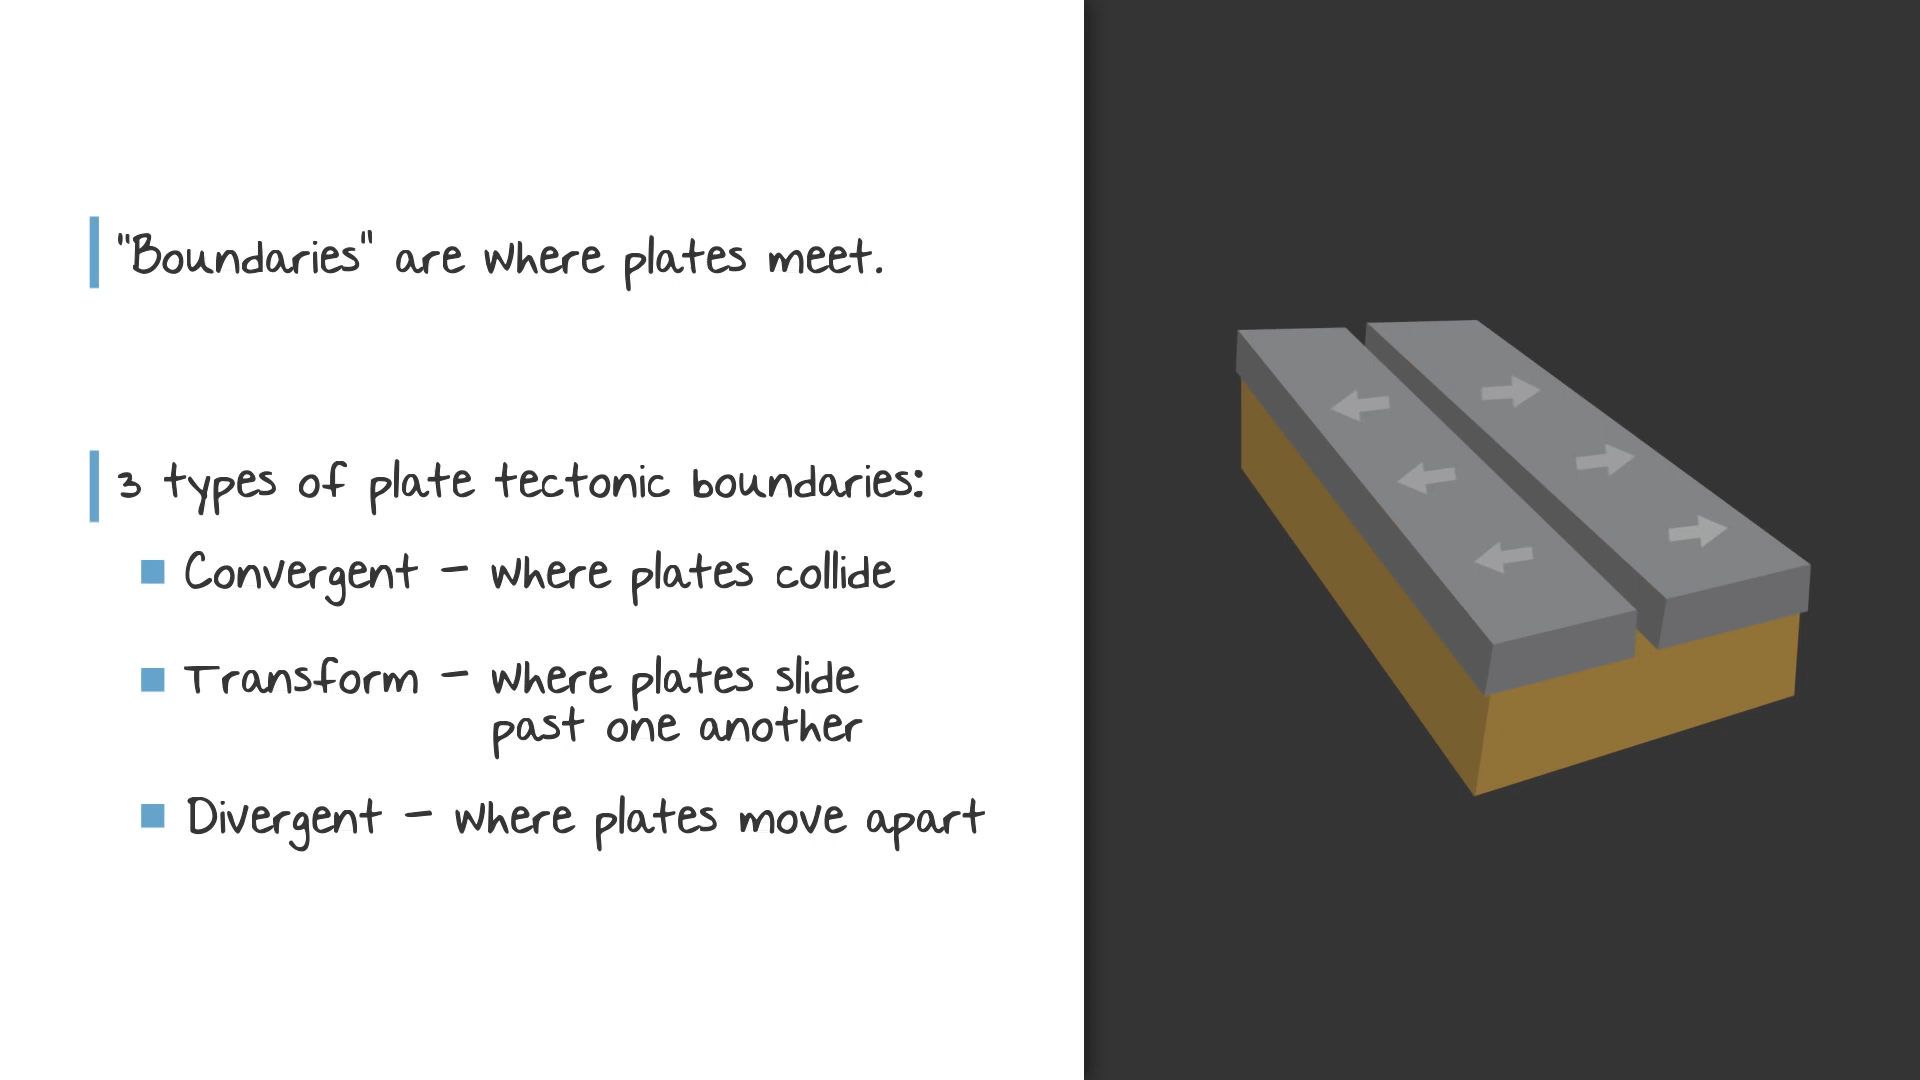 "Boundaries" are where plates meet.
3 types of plate tectonic boundaries:
Convergent - where plates collide
Transform - where plates slide
past one another
Divergent - where plates move apart